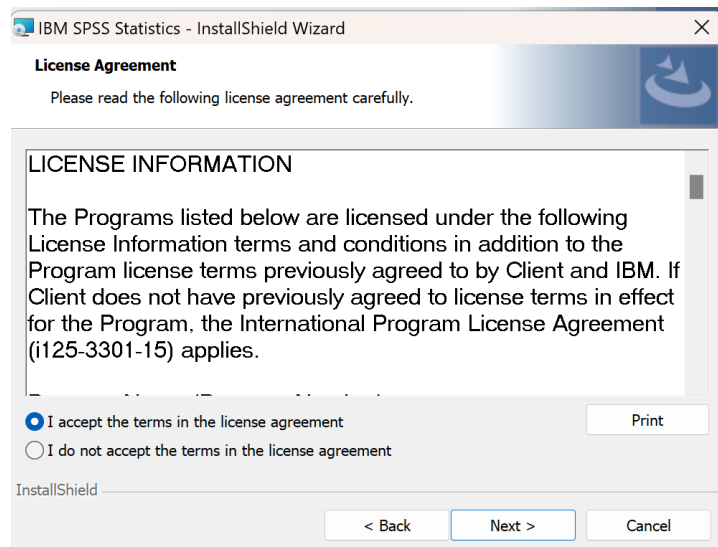 IBM SPSS Statistics - InstallShield Wizard
License Agreement
Please read the following license agreement carefully.
LICENSE INFORMATION
The Programs listed below are licensed under the following
License Information terms and conditions in addition to the
Program license terms previously agreed to by Client and IBM. If
Client does not have previously agreed to license terms in effect
for the Program, the International Program License Agreement
(i125-3301-15) applies.
I accept the terms in the license agreement
Print
I do not accept the terms in the license agreement
InstallShield
< Back
Next >
Cancel